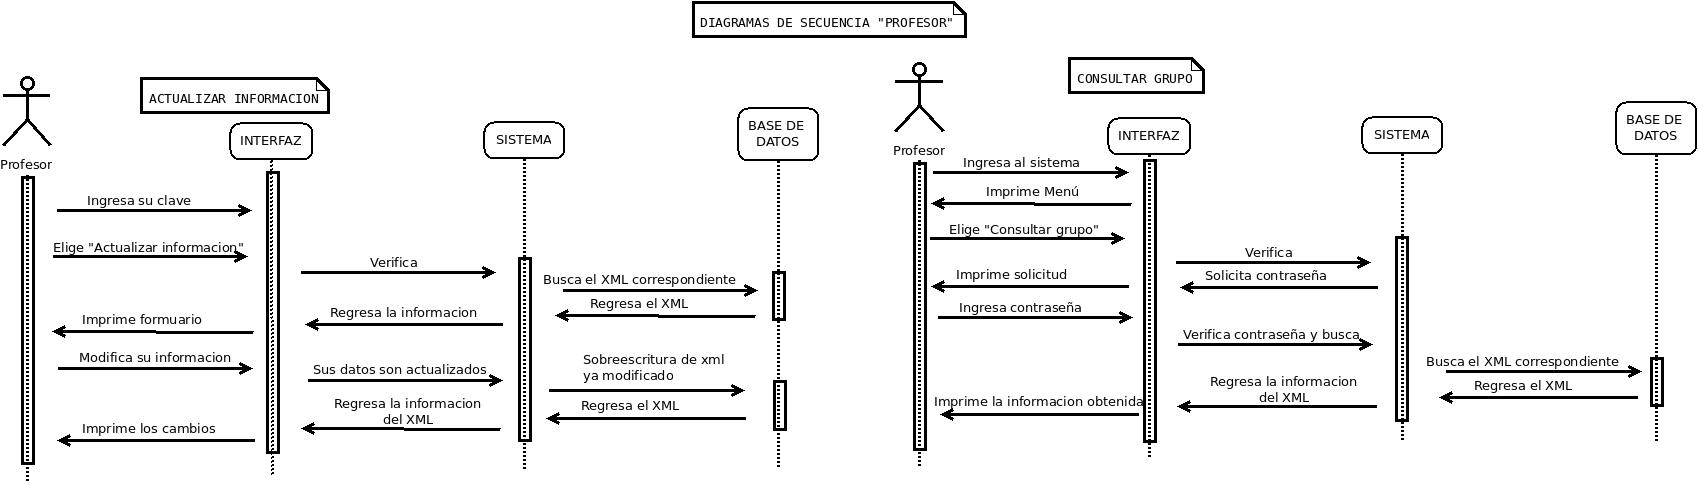 DIAGRAMAS DE SECUENCIA "PROFESOR"
ACTUALIZAR INFORMACION
Profesor
INTERFAZ
SISTEMA
BASE DE
DATOS
Ingresa su clave
Elige "Actualizar informacion"
Verifica
Busca el XML correspondiente
Regresa el XML
Regresa la informacion
Imprime formuario
Modifica su informacion
Sus datos son actualizados
Sobreescritura de xml
ya modificado
Regresa el XML
Regresa la informacion
del XML
Imprime los cambios
CONSULTAR GRUPO
Profesor
INTERFAZ
SISTEMA
BASE DE
DATOS
Ingresa al sistema
Imprime Menú
Elige "Consultar grupo"
Verifica
Solicita contraseña
Imprime solicitud
Ingresa contraseña
Verifica contraseña y busca
Busca el XML correspondiente
Regresa el XML
Regresa la informacion
del XML
Imprime la informacion obtenida